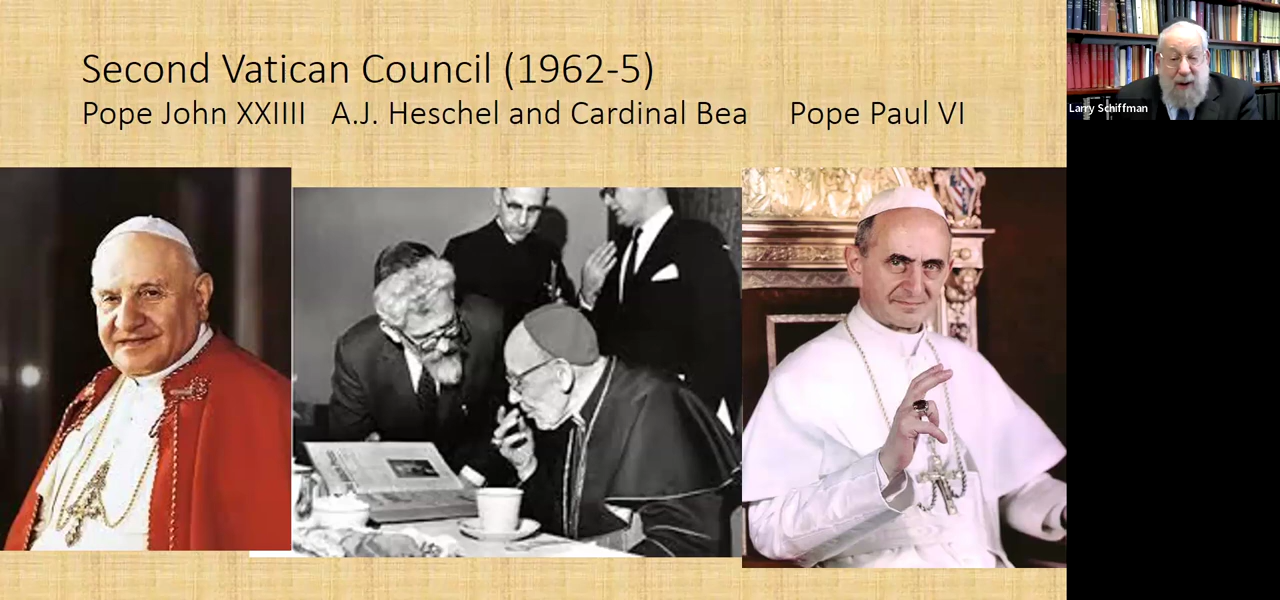 Second Vatican Council (1962-5)
Pope John XXIIII A.J. Heschel and Cardinal Bea Pope Paul VI
Larry Schiffman